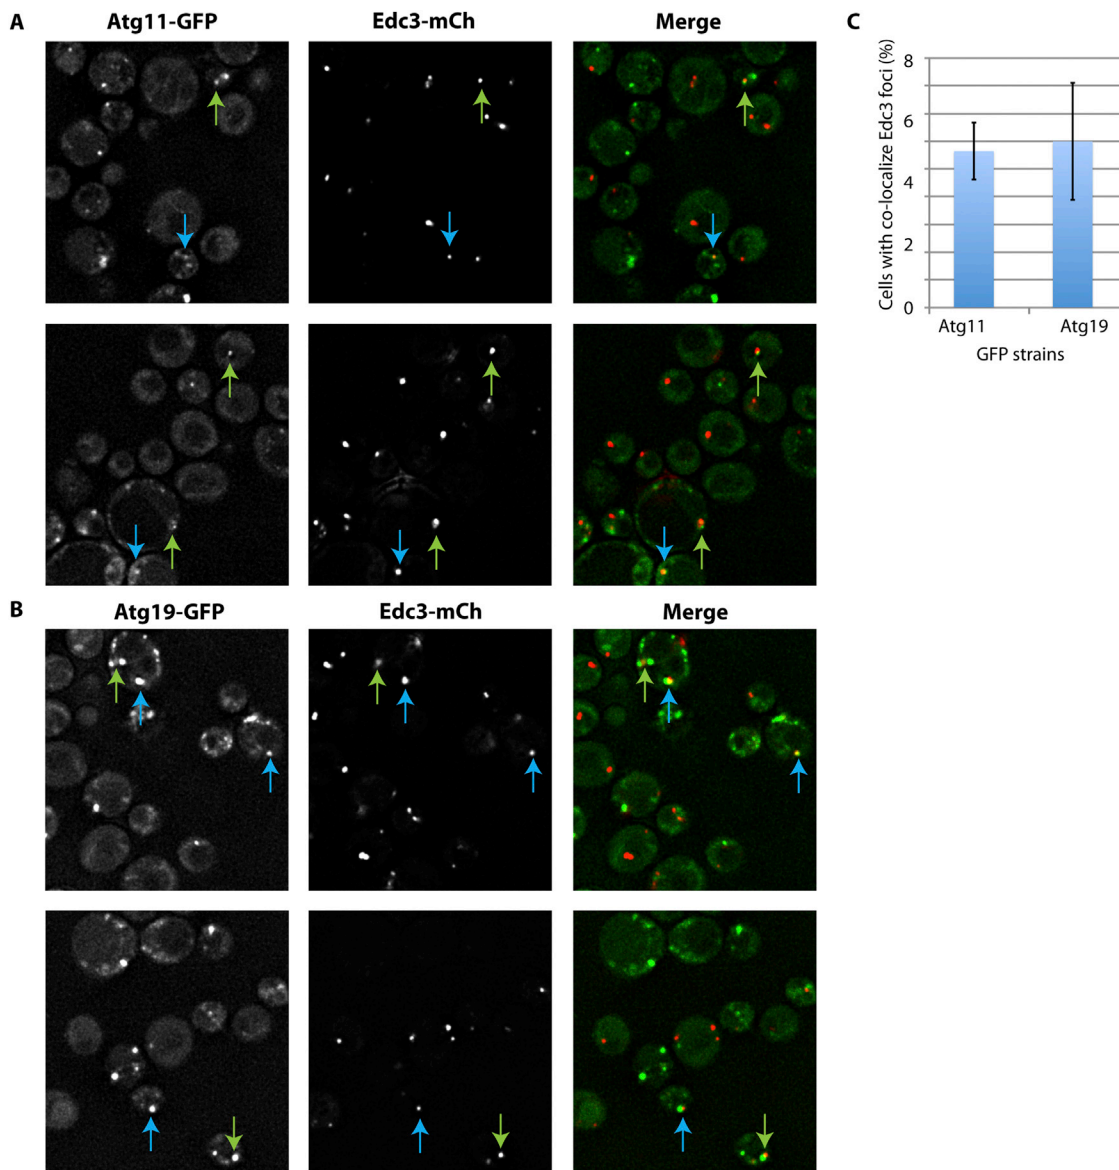 A
Atg11-GFP
Edc3-mCh
Merge
C
Cells with co-localize Edc3 foci (%)
8
6
4
2
0
Atg11
Atg19
GFP strains
B
Atg19-GFP
Edc3-mCh
Merge